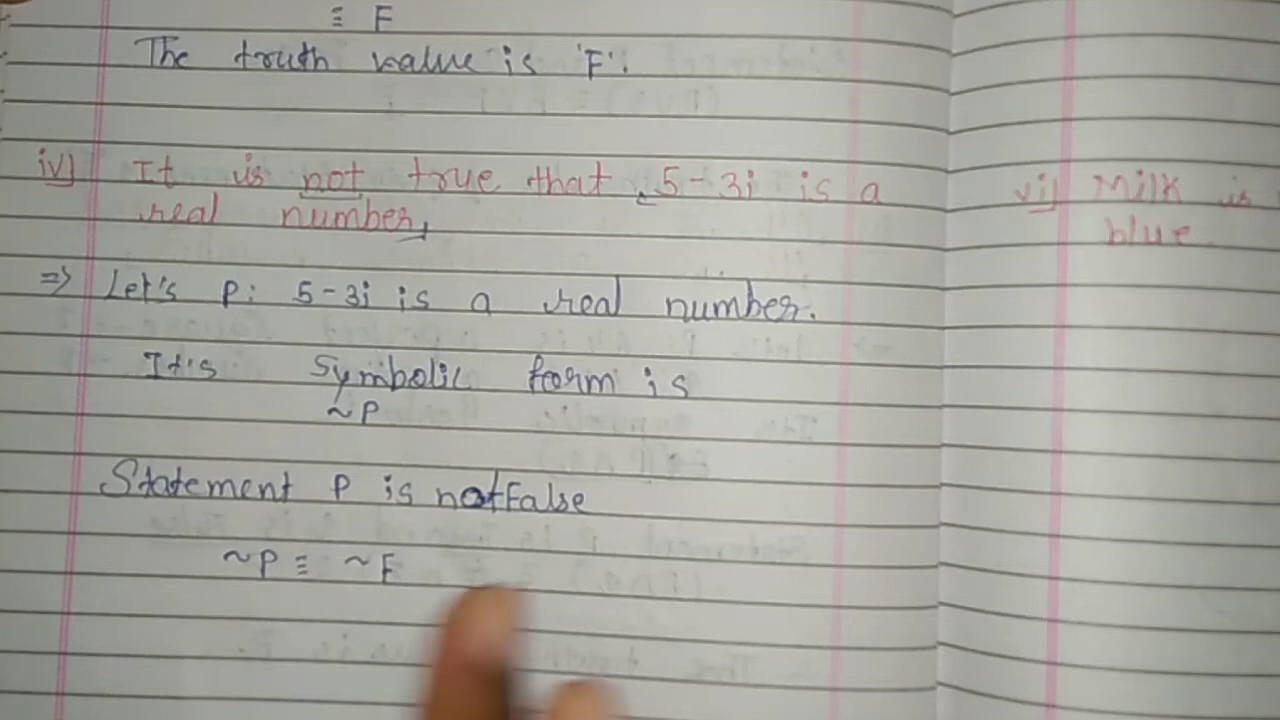 ≡ F
The truth value is 'F'.
iv) It is not true that 5-3i is a
real number,
⇒ Let's p: 5-3i is a real number.
It's symbolic form is
~p
Statement p is not False
~p ≡ ~F
vi) Milk is
blue